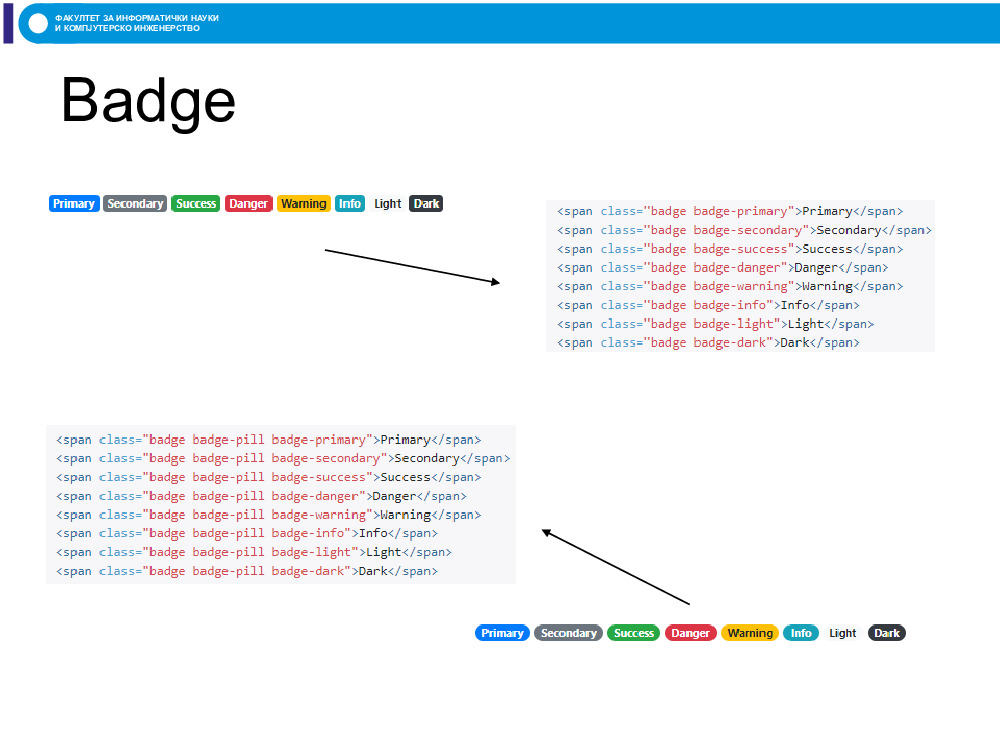 ФАКУЛТЕТ ЗА ИНФОРМАТИЧКИ НАУКИ
И КОМПЈУТЕРСКО ИНЖЕНЕРСТВО
Badge
Primary Secondary Success Danger Warning Info Light Dark
<span class="badge badge-primary">Primary</span>
<span class="badge badge-secondary">Secondary</span>
<span class="badge badge-success">Success</span>
<span class="badge badge-danger">Danger</span>
<span class="badge badge-warning">Warning</span>
<span class="badge badge-info">Info</span>
<span class="badge badge-light">Light</span>
<span class="badge badge-dark">Dark</span>
<span class="badge badge-pill badge-primary">Primary</span>
<span class="badge badge-pill badge-secondary">Secondary</span>
<span class="badge badge-pill badge-success">Success</span>
<span class="badge badge-pill badge-danger">Danger</span>
<span class="badge badge-pill badge-warning">Warning</span>
<span class="badge badge-pill badge-info">Info</span>
<span class="badge badge-pill badge-light">Light</span>
<span class="badge badge-pill badge-dark">Dark</span>
Primary Secondary Success Danger Warning Info Light Dark